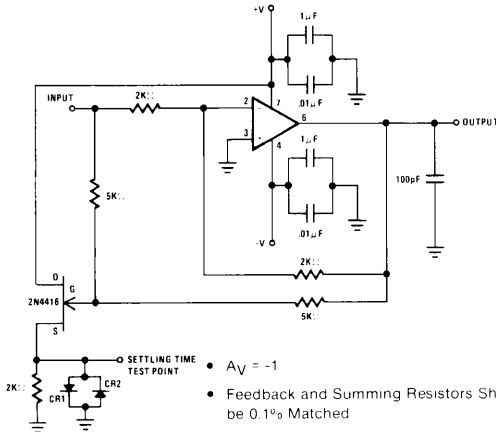 +V
1μF
.01μF
INPUT
2KΩ
2
-
7
6
3
+
4
OUTPUT
5KΩ
1μF
.01μF
100pF
-V
2KΩ
5KΩ
D
G
2N4416
S
SETTLING TIME
TEST POINT
2KΩ
CR1
CR2
• AV = -1
• Feedback and Summing Resistors Sh
be 0.1% Matched